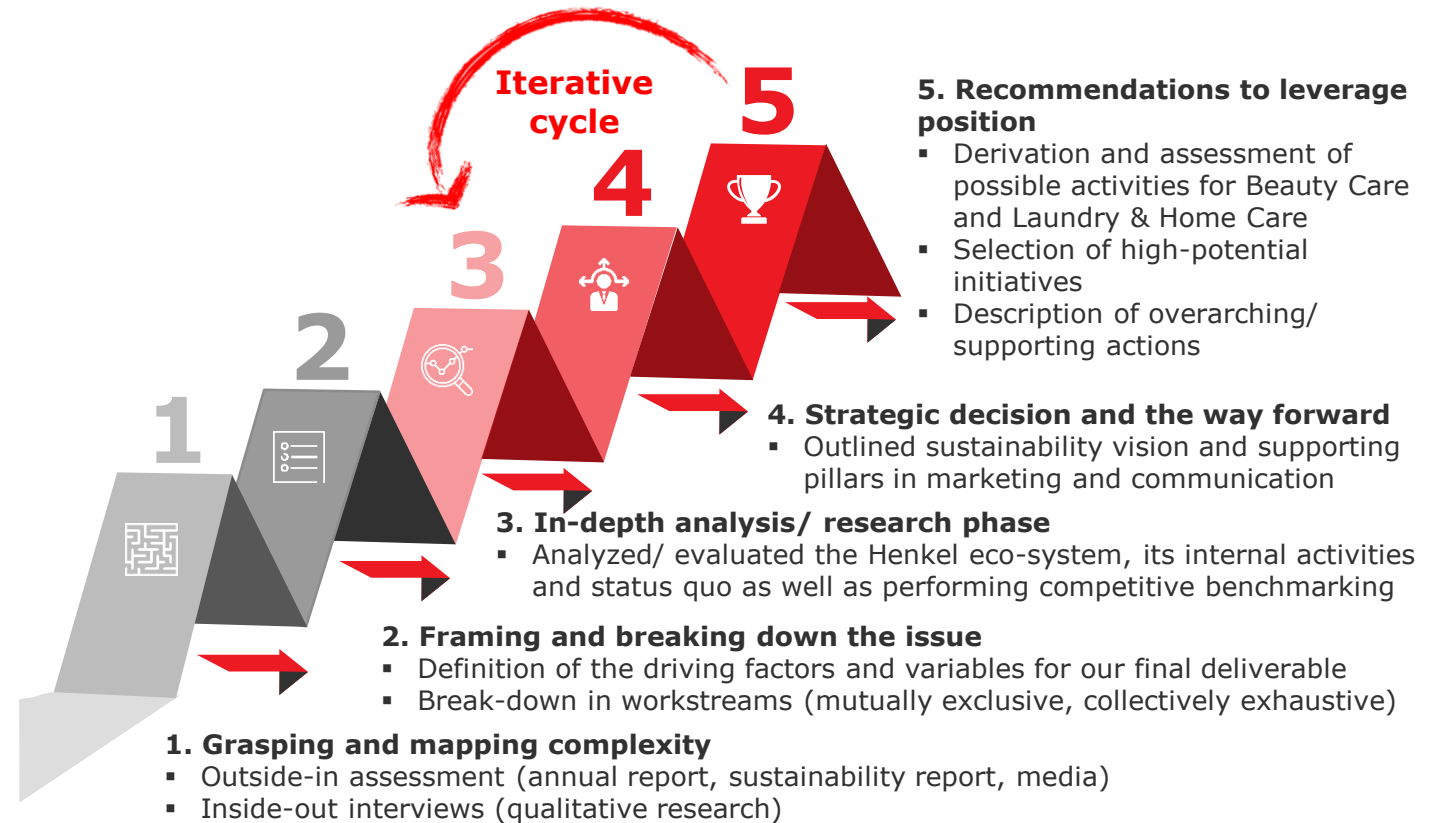 Iterative
cycle
5
4
3
2
1
5. Recommendations to leverage
position
▪ Derivation and assessment of
possible activities for Beauty Care
and Laundry & Home Care
▪ Selection of high-potential
initiatives
▪ Description of overarching/
supporting actions
4. Strategic decision and the way forward
▪ Outlined sustainability vision and supporting
pillars in marketing and communication
3. In-depth analysis/ research phase
▪ Analyzed/ evaluated the Henkel eco-system, its internal activities
and status quo as well as performing competitive benchmarking
2. Framing and breaking down the issue
▪ Definition of the driving factors and variables for our final deliverable
▪ Break-down in workstreams (mutually exclusive, collectively exhaustive)
1. Grasping and mapping complexity
▪ Outside-in assessment (annual report, sustainability report, media)
▪ Inside-out interviews (qualitative research)